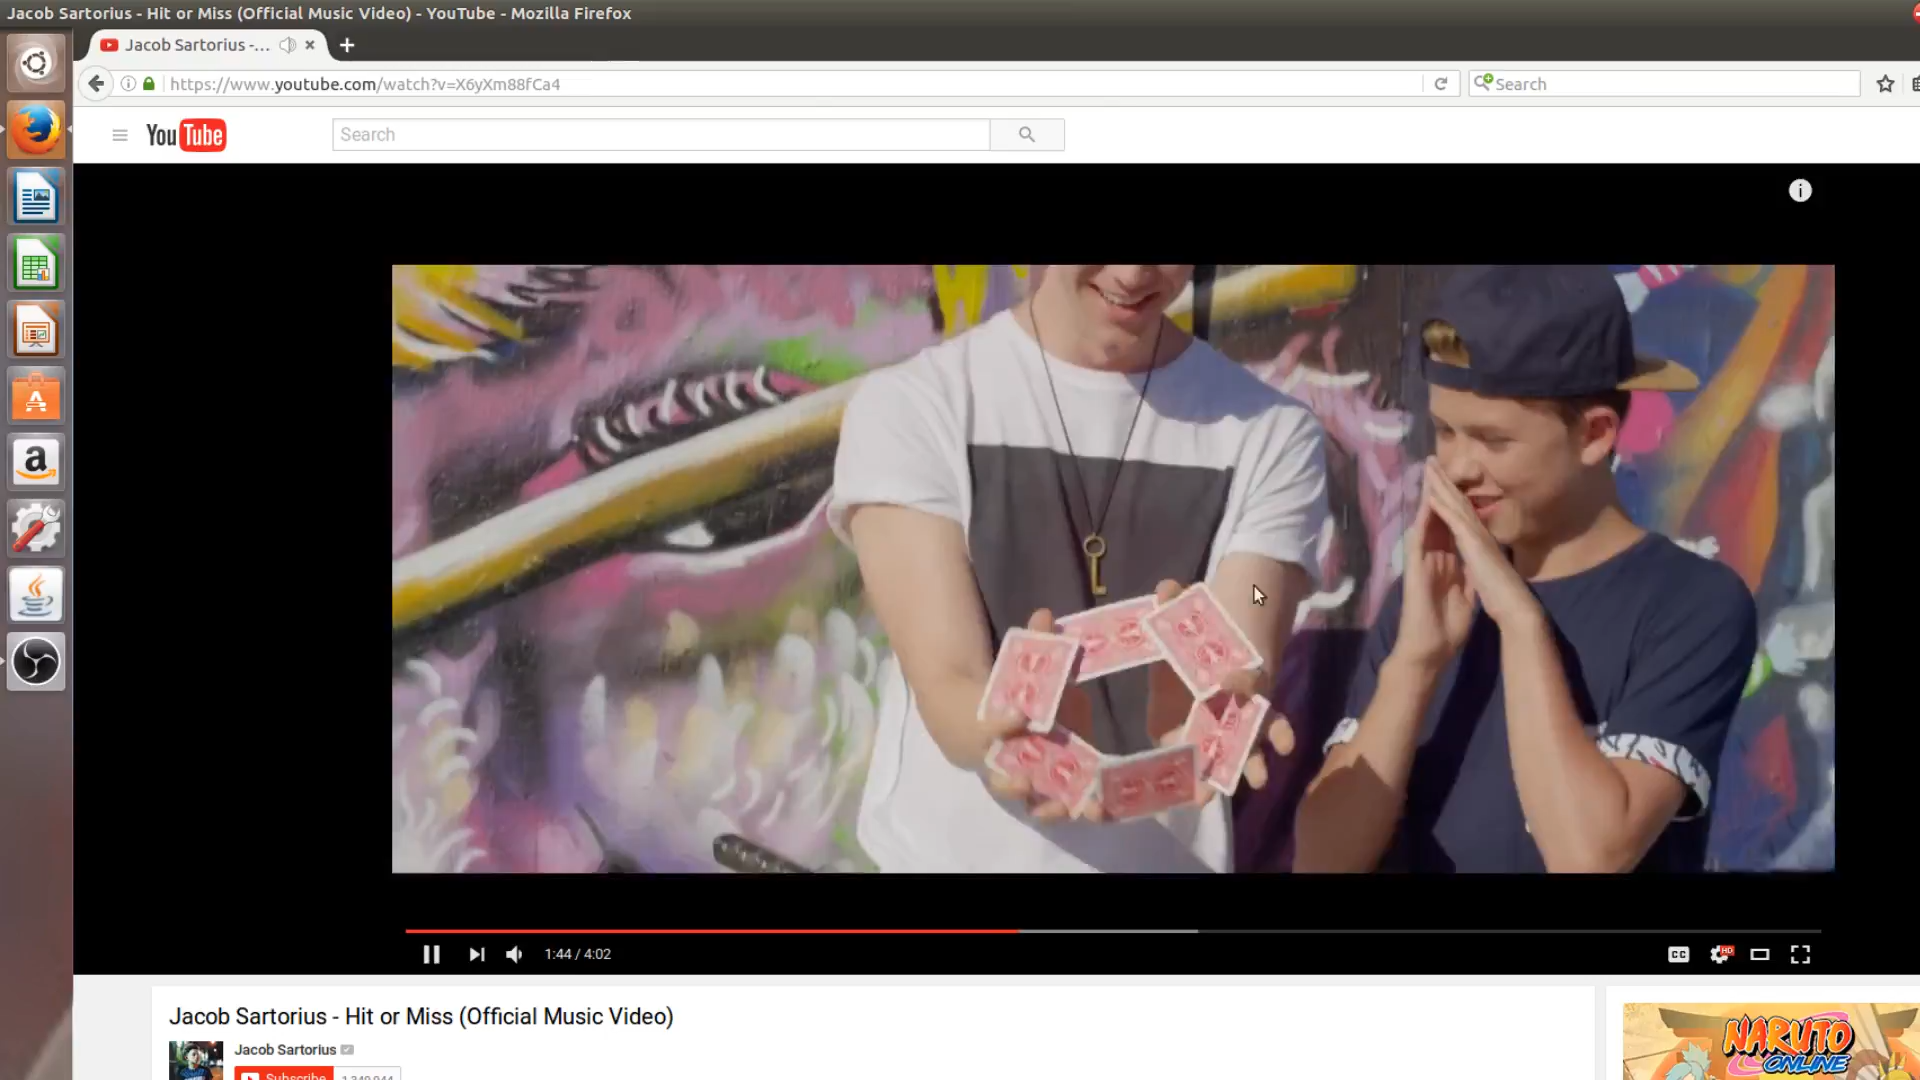 Jacob Sartorius - Hit or Miss (Official Music Video) - YouTube - Mozilla Firefox
Jacob Sartorius -...
https://www.youtube.com/watch?v=X6yXm88fCa4
Search
YouTube
Search
1:44 / 4:02
CC
HD
Jacob Sartorius - Hit or Miss (Official Music Video)
Jacob Sartorius
Subscribe
NARUTO
ONLINE